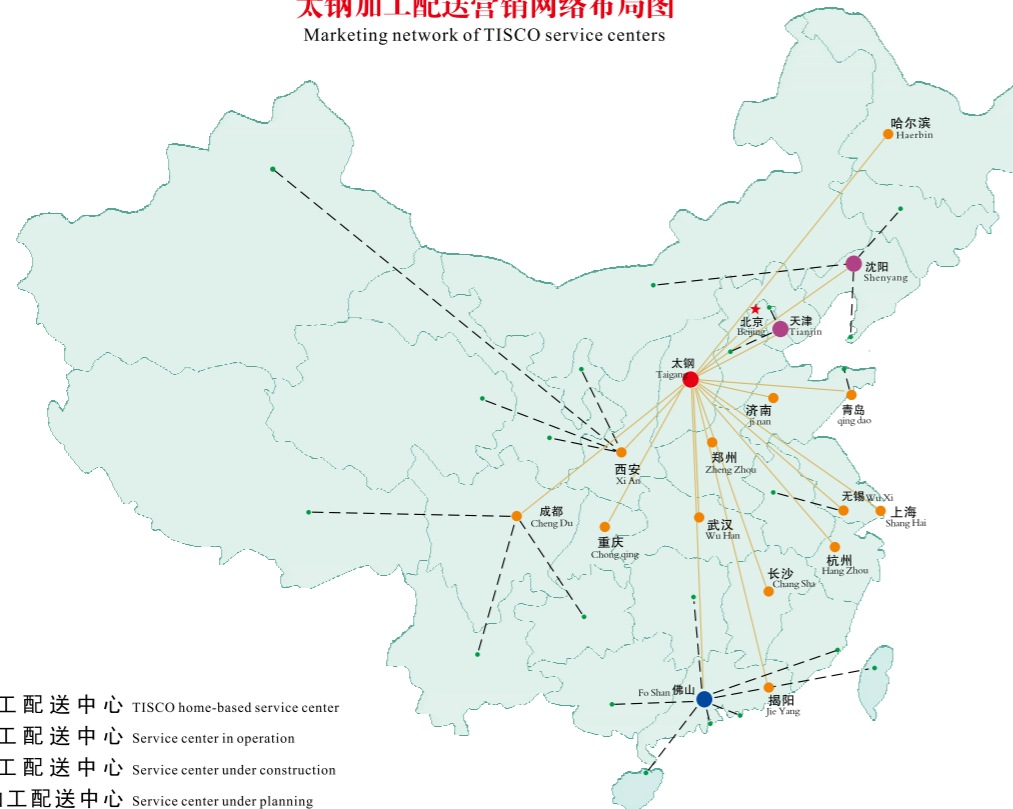 太钢加工配送营销网络布局图
Marketing network of TISCO service centers
哈尔滨
Haerbin
沈阳
Shenyang
北京
Beijing
天津
Tianjin
太钢
Taigang
济南
ji nan
青岛
qing dao
郑州
Zheng Zhou
西安
Xi An
成都
Cheng Du
重庆
Chong qing
武汉
Wu Han
无锡 Wu Xi
上海
Shang Hai
杭州
Hang Zhou
长沙
Chang Sha
Fo Shan 佛山
揭阳
Jie Yang
工配送中心 TISCO home-based service center
工配送中心 Service center in operation
工配送中心 Service center under construction
工配送中心 Service center under planning